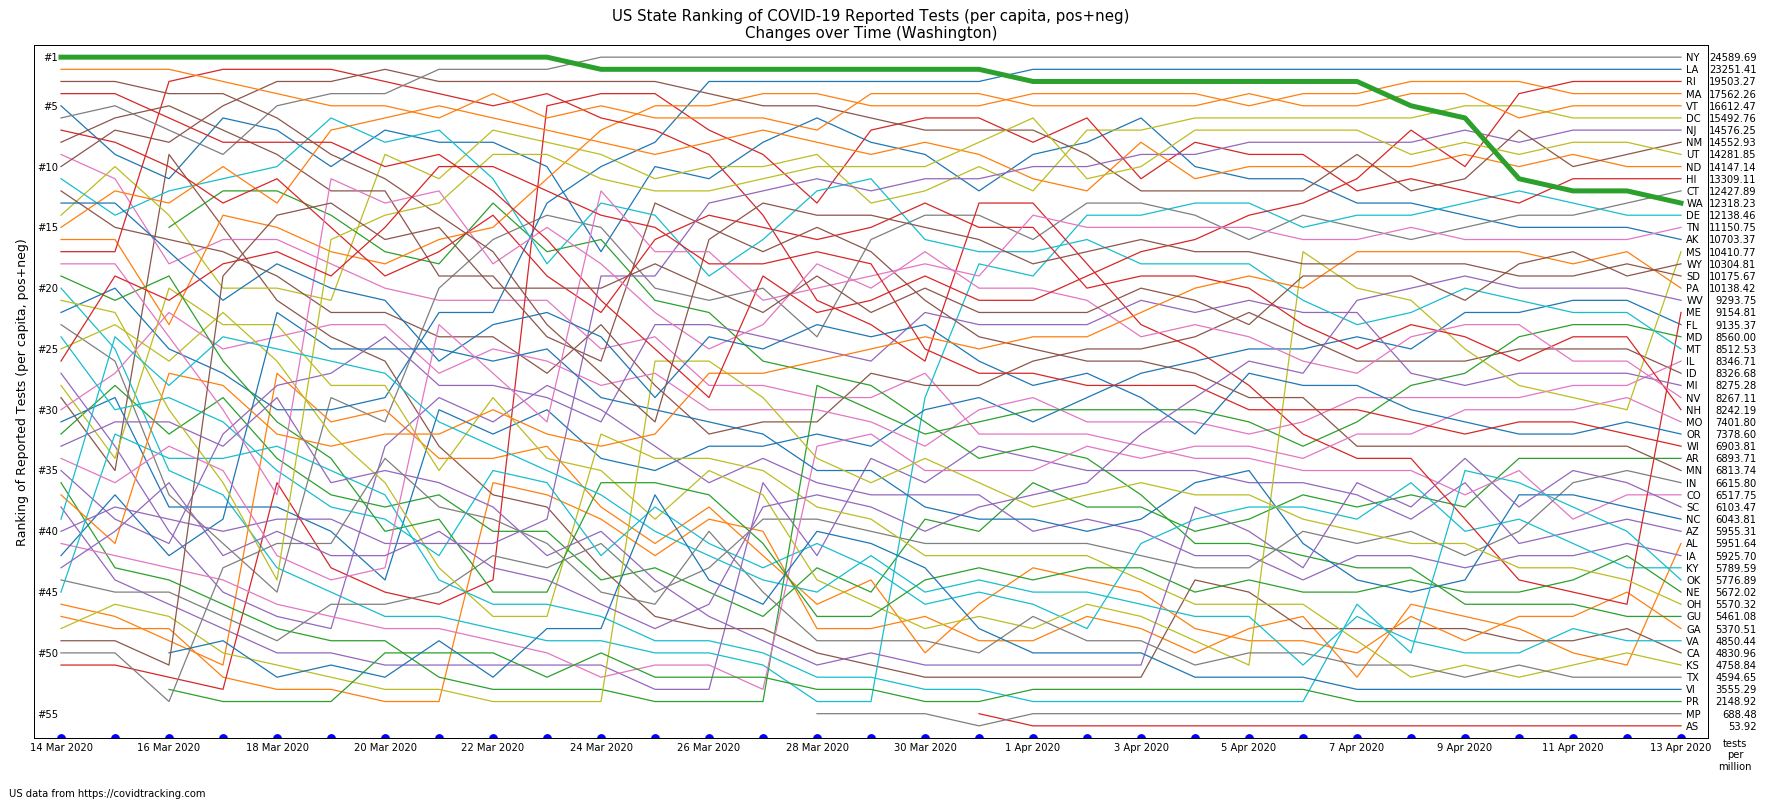 US State Ranking of COVID-19 Reported Tests (per capita, pos+neg)
Changes over Time (Washington)
Ranking of Reported Tests (per capita, pos+neg)
#1
#5
#10
#15
#20
#25
#30
#35
#40
#45
#50
#55
NY 24589.69
LA 23251.41
RI 19503.27
MA 17562.26
VT 16612.47
DC 15492.76
NJ 14576.25
NM 14552.93
UT 14281.85
ND 14147.14
HI 13309.11
CT 12427.89
WA 12318.23
DE 12138.46
TN 11150.75
AK 10703.37
MS 10410.77
WY 10304.81
SD 10175.67
PA 10138.42
WV 9293.75
ME 9154.81
FL 9135.37
MD 8560.00
MT 8512.53
IL 8346.71
ID 8326.68
MI 8275.28
NV 8267.11
NH 8242.19
MO 7401.80
OR 7378.60
WI 6903.81
AR 6893.71
MN 6813.74
IN 6615.80
CO 6517.75
SC 6103.47
NC 6043.81
AZ 5955.31
AL 5951.64
IA 5925.70
KY 5789.59
OK 5776.89
NE 5672.02
OH 5570.32
GU 5461.08
GA 5370.51
VA 4850.44
CA 4830.96
KS 4758.84
TX 4594.65
VI 3555.29
PR 2148.92
MP 688.48
AS 53.92
14 Mar 2020 16 Mar 2020 18 Mar 2020 20 Mar 2020 22 Mar 2020 24 Mar 2020 26 Mar 2020 28 Mar 2020 30 Mar 2020 1 Apr 2020 3 Apr 2020 5 Apr 2020 7 Apr 2020 9 Apr 2020 11 Apr 2020 13 Apr 2020
tests
per
million
US data from https://covidtracking.com